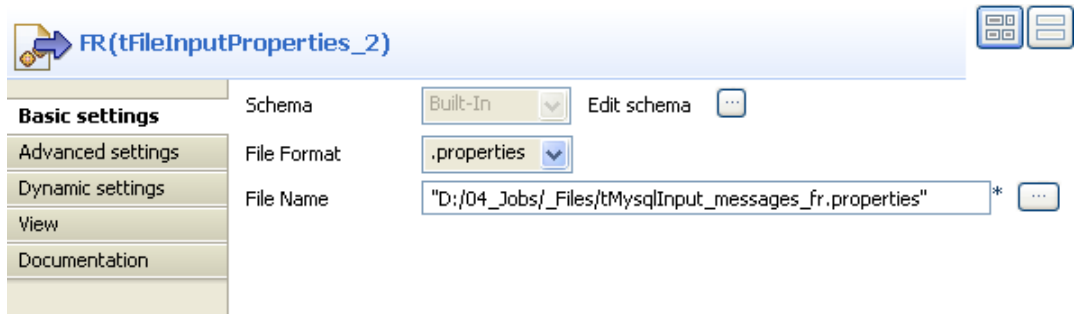 FR(tFileInputProperties_2)
Basic settings
Advanced settings
Dynamic settings
View
Documentation
Schema Built-In Edit schema ...
File Format .properties
File Name "D:/04_Jobs/_Files/tMysqlInput_messages_fr.properties" * ...